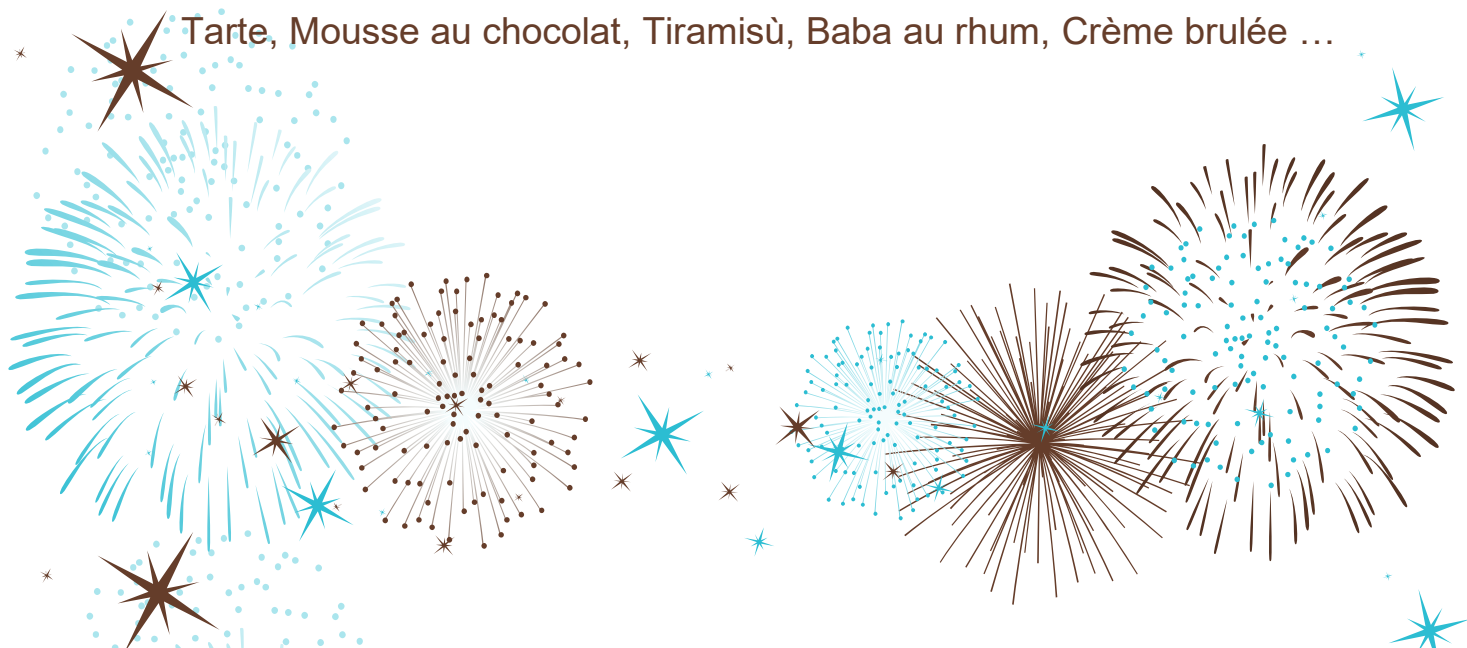 Tarte, Mousse au chocolat, Tiramisù, Baba au rhum, Crème brulée …